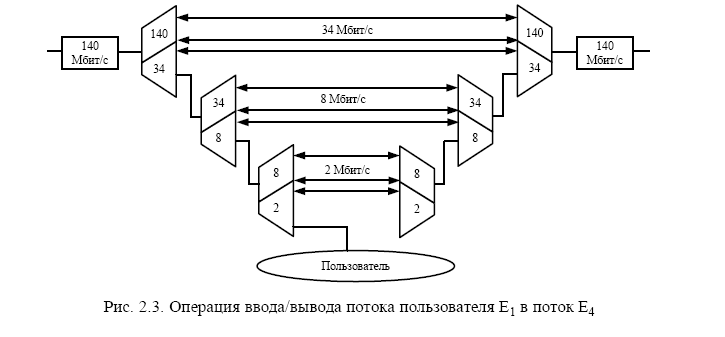 140
Мбит/с
140
34
34 Мбит/с
140
34
140
Мбит/с
34
8
8 Мбит/с
34
8
8
2
2 Мбит/с
8
2
Пользователь
Рис. 2.3. Операция ввода/вывода потока пользователя E1 в поток E4